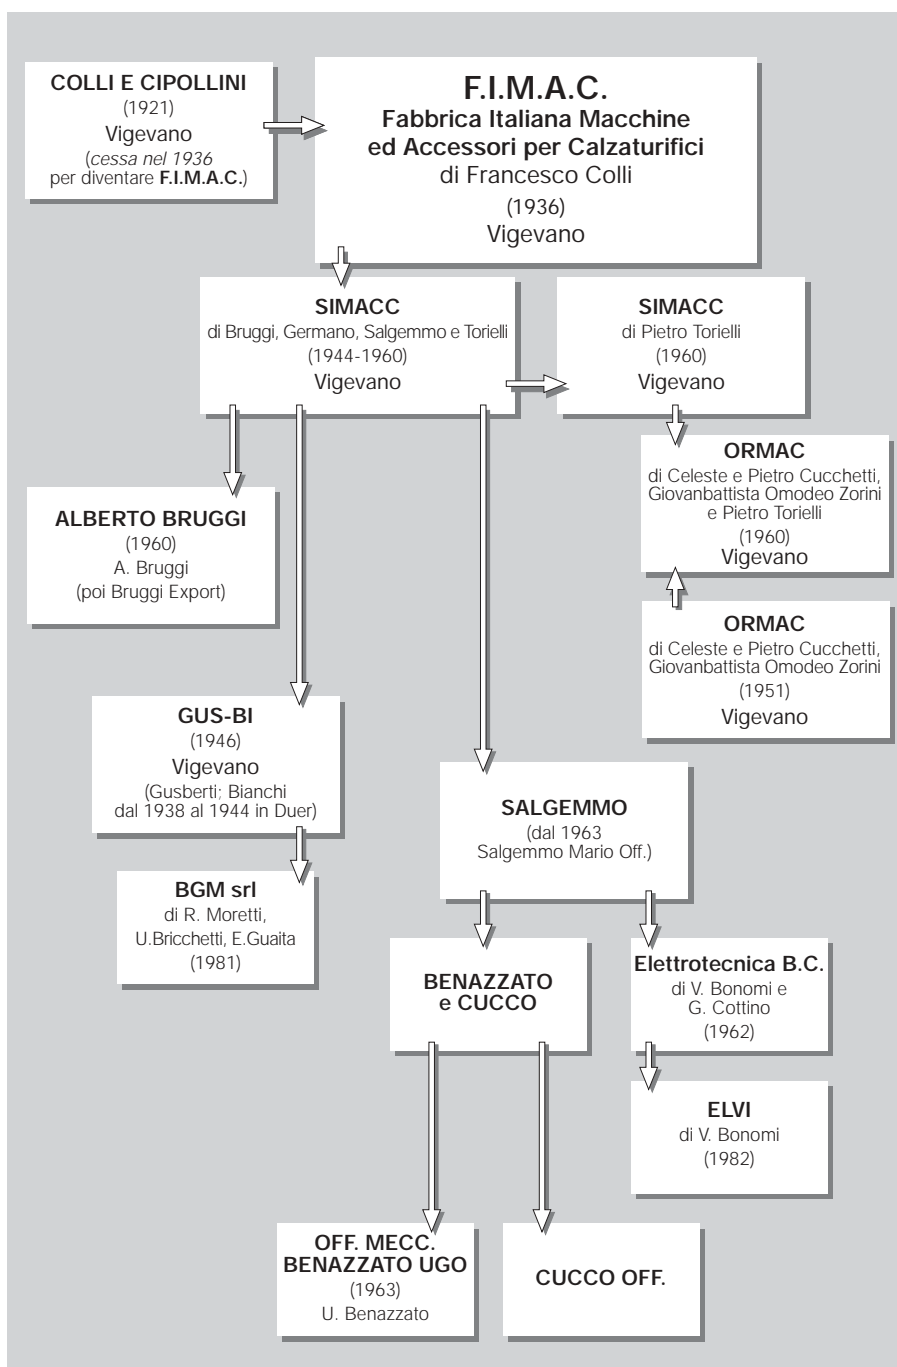 COLLI E CIPOLLINI
(1921)
Vigevano
(cessa nel 1936
per diventare F.I.M.A.C.)
F.I.M.A.C.
Fabbrica Italiana Macchine
ed Accessori per Calzaturifici
di Francesco Colli
(1936)
Vigevano
SIMACC
di Bruggi, Germano, Salgemmo e Torielli
(1944-1960)
Vigevano
SIMACC
di Pietro Torielli
(1960)
Vigevano
ORMAC
di Celeste e Pietro Cucchetti,
Giovanbattista Omodeo Zorini
e Pietro Torielli
(1960)
Vigevano
ALBERTO BRUGGI
(1960)
A. Bruggi
(poi Bruggi Export)
ORMAC
di Celeste e Pietro Cucchetti,
Giovanbattista Omodeo Zorini
(1951)
Vigevano
GUS-BI
(1946)
Vigevano
(Gusberti; Bianchi
dal 1938 al 1944 in Duer)
SALGEMMO
(dal 1963
Salgemmo Mario Off.)
BGM srl
di R. Moretti,
U.Bricchetti, E.Guaita
(1981)
BENAZZATO
e CUCCO
Elettrotecnica B.C.
di V. Bonomi e
G. Cottino
(1962)
ELVI
di V. Bonomi
(1982)
OFF. MECC.
BENAZZATO UGO
(1963)
U. Benazzato
CUCCO OFF.